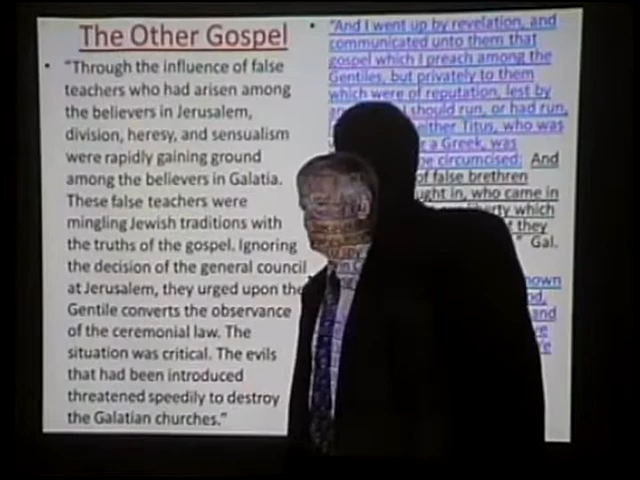 The Other Gospel
• "Through the influence of false
teachers who had arisen among
the believers in Jerusalem,
division, heresy, and sensualism
were rapidly gaining ground
among the believers in Galatia.
These false teachers were
mingling Jewish traditions with
the truths of the gospel. Ignoring
the decision of the general council
at Jerusalem, they urged upon the
Gentile converts the observance
of the ceremonial law. The
situation was critical. The evils
that had been introduced
threatened speedily to destroy
the Galatian churches."
• "And I went up by revelation, and
communicated unto them that
gospel which I preach among the
Gentiles, but privately to them
which were of reputation, lest by
I should run, or had run,
Titus, who was
a Greek, was
circumcised: And
of false brethren
in, who came in
which
they
" Gal.
and